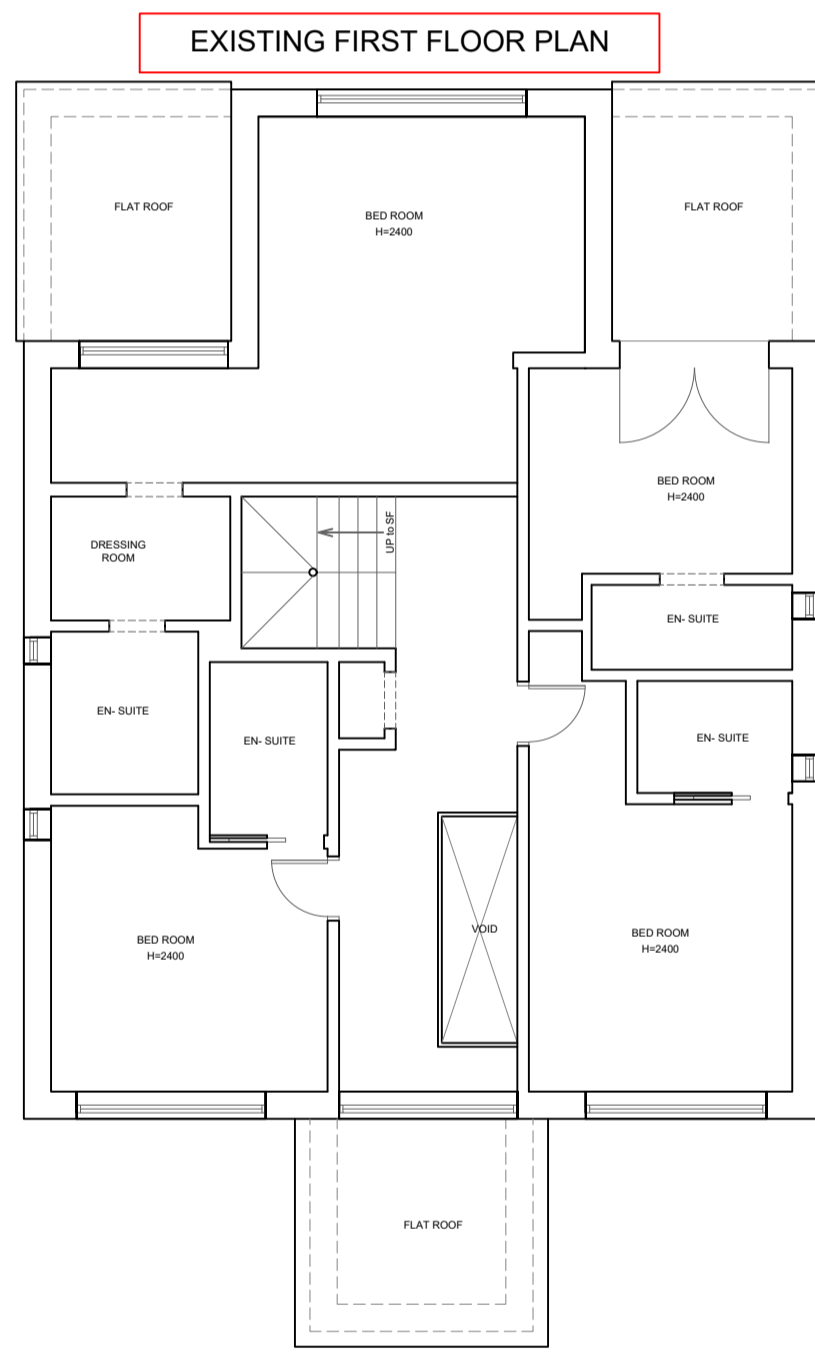 EXISTING FIRST FLOOR PLAN
FLAT ROOF
BED ROOM
H=2400
FLAT ROOF
BED ROOM
H=2400
UP to SF
DRESSING
ROOM
EN- SUITE
EN- SUITE
EN- SUITE
EN- SUITE
BED ROOM
H=2400
VOID
BED ROOM
H=2400
FLAT ROOF